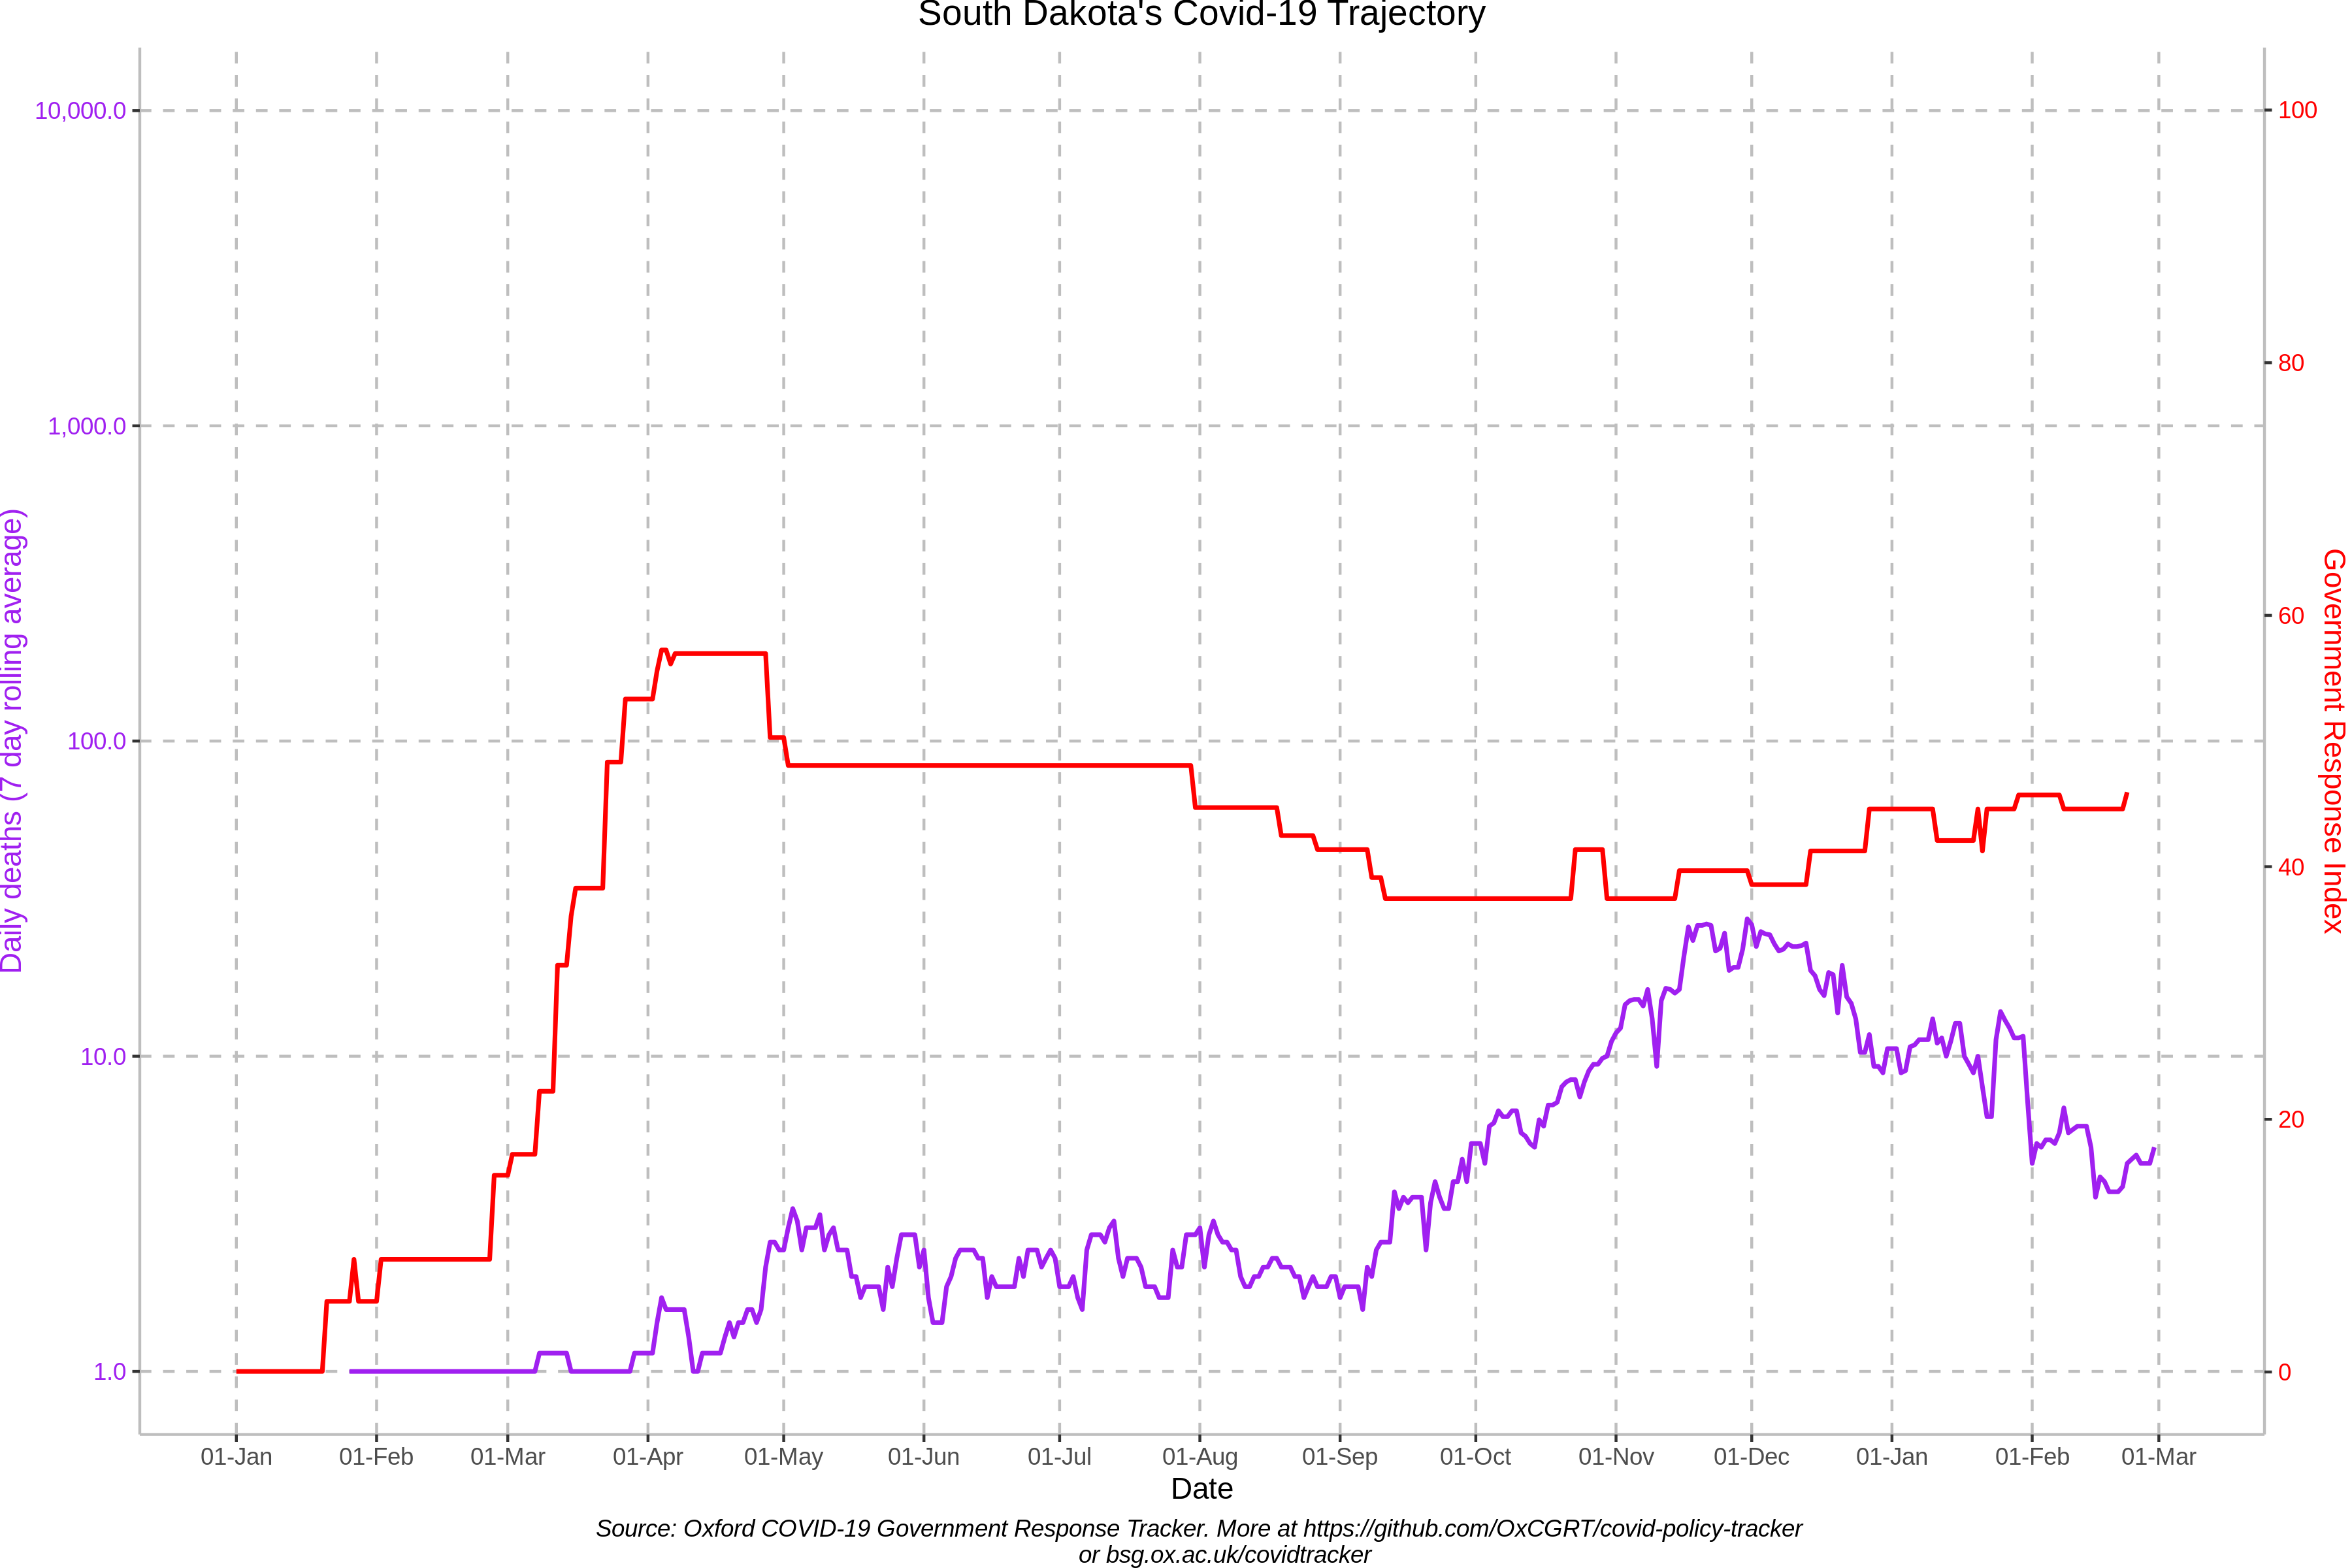 South Dakota's Covid-19 Trajectory
10,000.0
1,000.0
100.0
10.0
1.0
Daily deaths (7 day rolling average)
100
80
60
40
20
0
Government Response Index
01-Jan 01-Feb 01-Mar 01-Apr 01-May 01-Jun 01-Jul 01-Aug 01-Sep 01-Oct 01-Nov 01-Dec 01-Jan 01-Feb 01-Mar
Date
Source: Oxford COVID-19 Government Response Tracker. More at https://github.com/OxCGRT/covid-policy-tracker
or bsg.ox.ac.uk/covidtracker